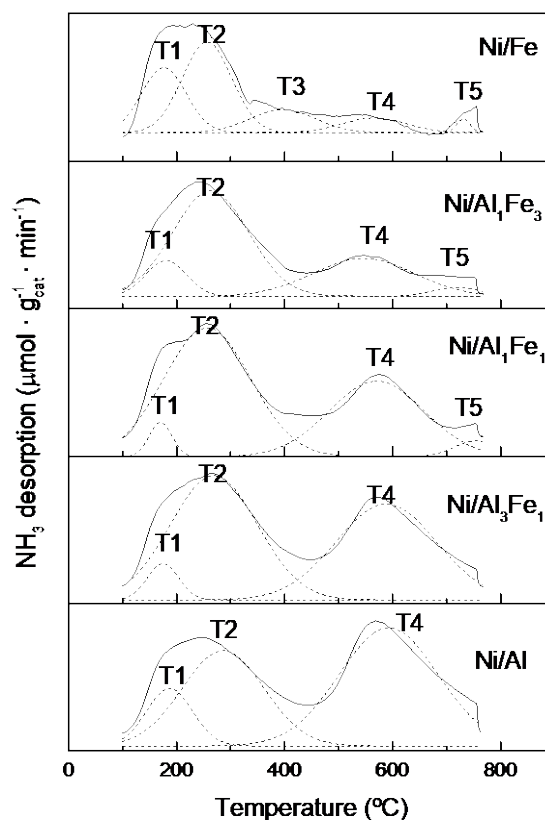 Ni/Fe
T1
T2
T3
T4
T5
Ni/Al₁Fe₃
T1
T2
T4
T5
Ni/Al₁Fe₁
T1
T2
T4
T5
Ni/Al₃Fe₁
T1
T2
T4
Ni/Al
T1
T2
T4
NH₃ desorption (μmol · g⁻¹cat · min⁻¹)
0 200 400 600 800
Temperature (ºC)